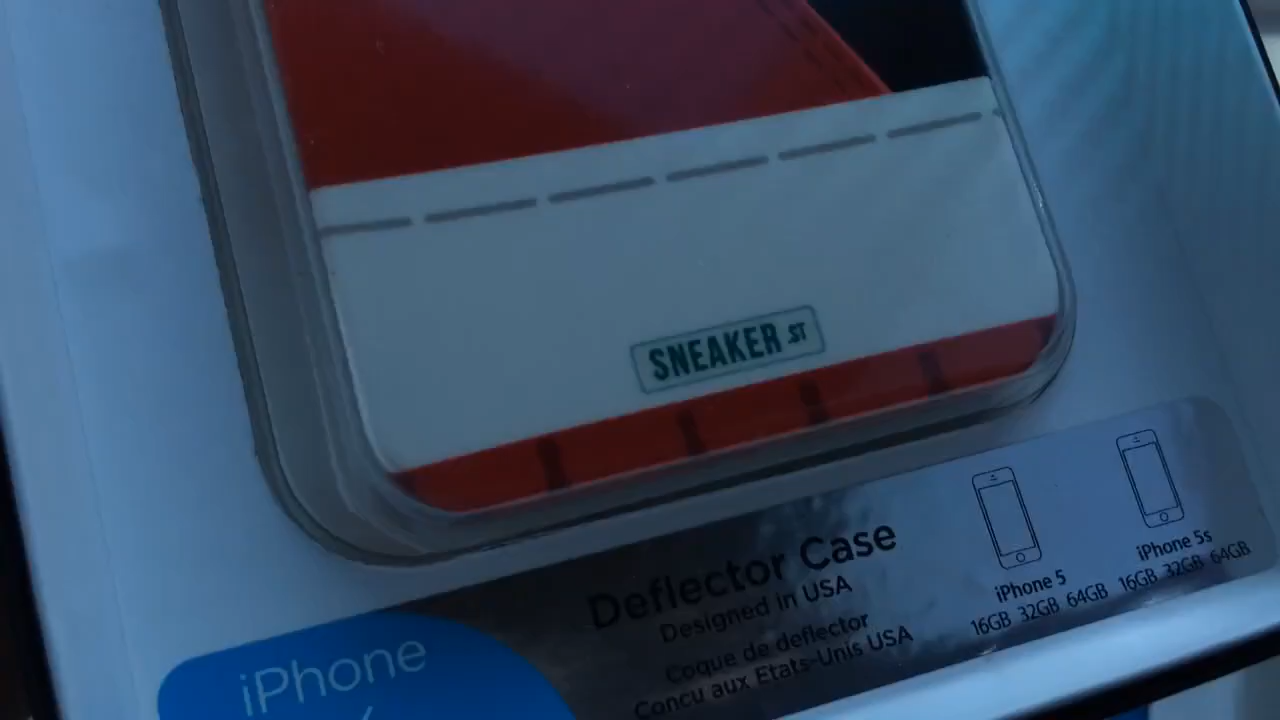 SNEAKER .ST
Deflector Case
Designed in USA
Coque de deflector
Concu aux Etats-Unis USA
iPhone 5
16GB 32GB 64GB
iPhone 5s
16GB 32GB 64GB
iPhone